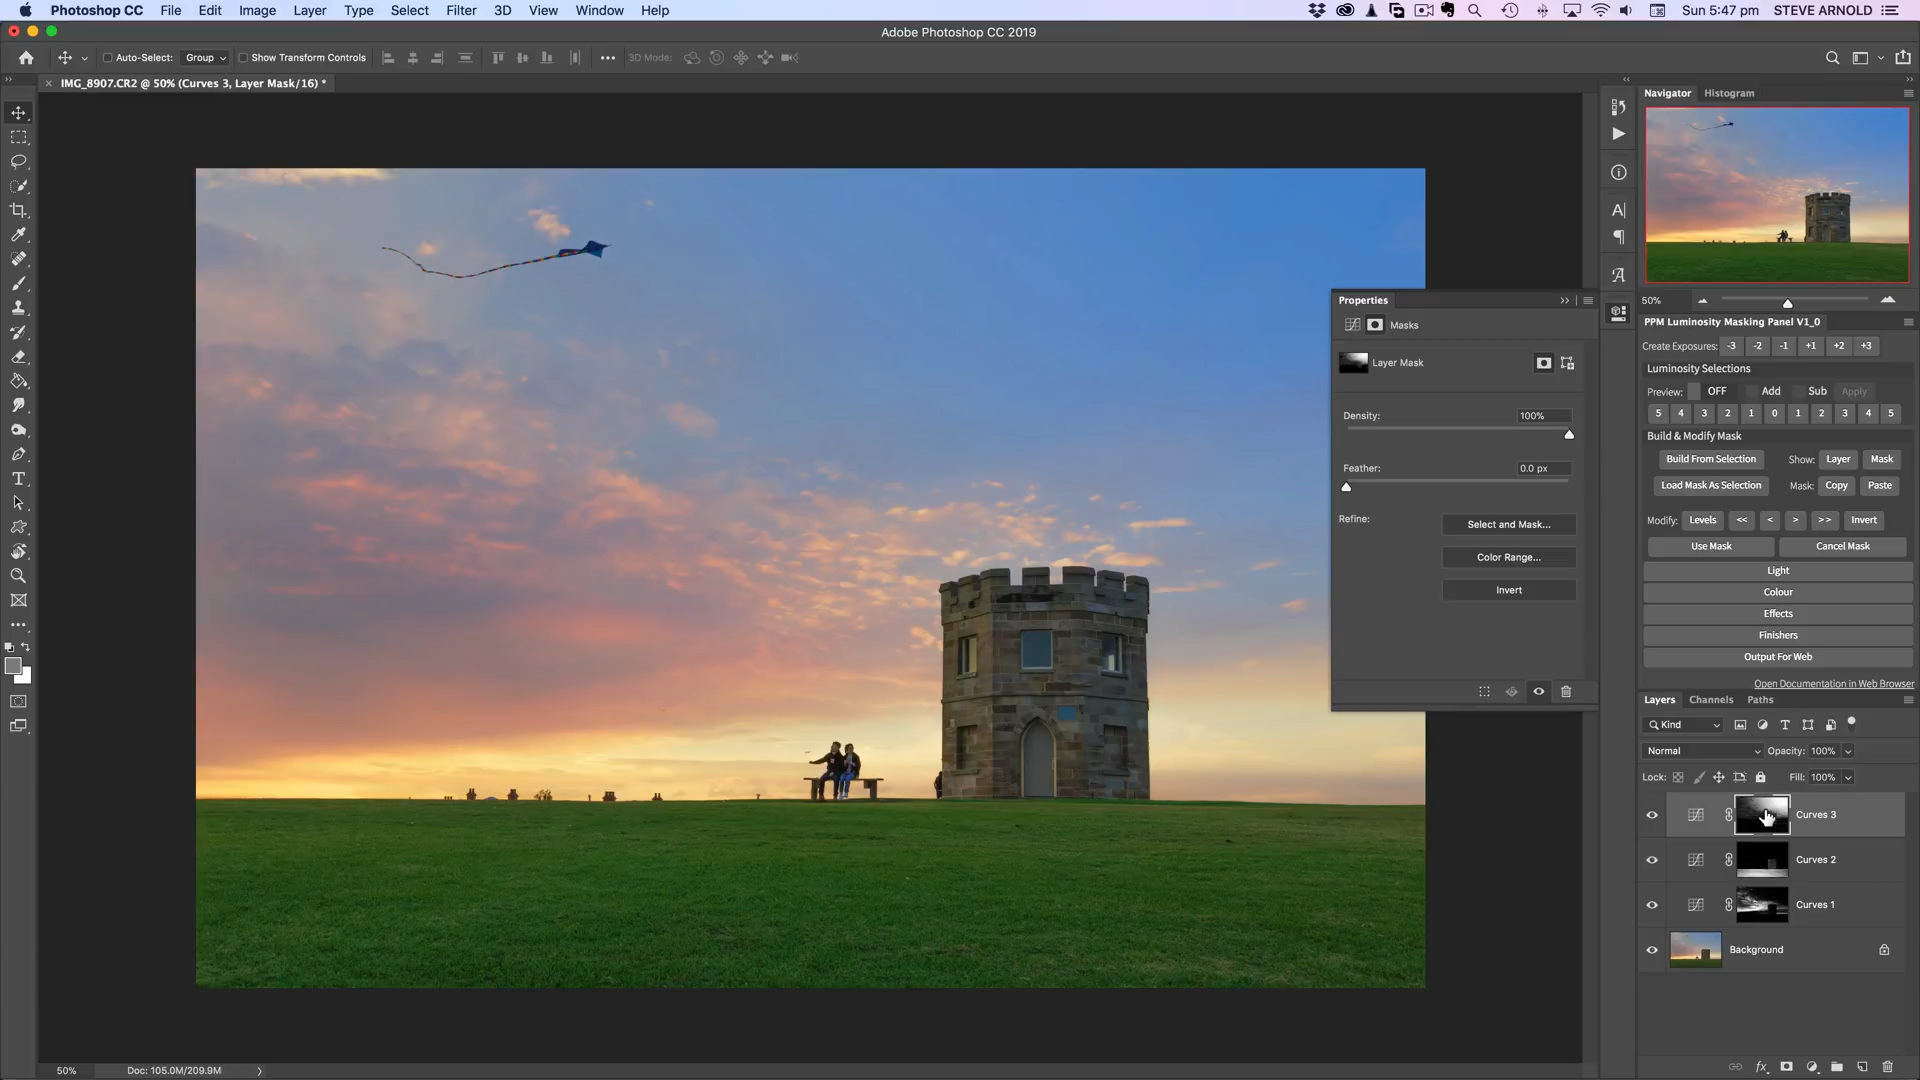 Photoshop CC File Edit Image Layer Type Select Filter 3D View Window Help Sun 5:47 pm STEVE ARNOLD
Adobe Photoshop CC 2019
Auto-Select: Group Show Transform Controls 3D Mode:
IMG_8907.CR2 @ 50% (Curves 3, Layer Mask/16) *
Navigator Histogram
50%
Properties
Masks
Layer Mask
Density: 100%
Feather: 0.0 px
Refine: Select and Mask...
Color Range...
Invert
PPM Luminosity Masking Panel V1_0
Create Exposures: -3 -2 -1 +1 +2 +3
Luminosity Selections
Preview: OFF Add Sub Apply
5 4 3 2 1 0 1 2 3 4 5
Build & Modify Mask
Build From Selection Show: Layer Mask
Load Mask As Selection Mask: Copy Paste
Modify: Levels << < > >> Invert
Use Mask Cancel Mask
Light
Colour
Effects
Finishers
Output For Web
Open Documentation in Web Browser
Layers Channels Paths
Kind
Normal Opacity: 100%
Lock: Fill: 100%
Curves 3
Curves 2
Curves 1
Background
50% Doc: 105.0M/209.9M